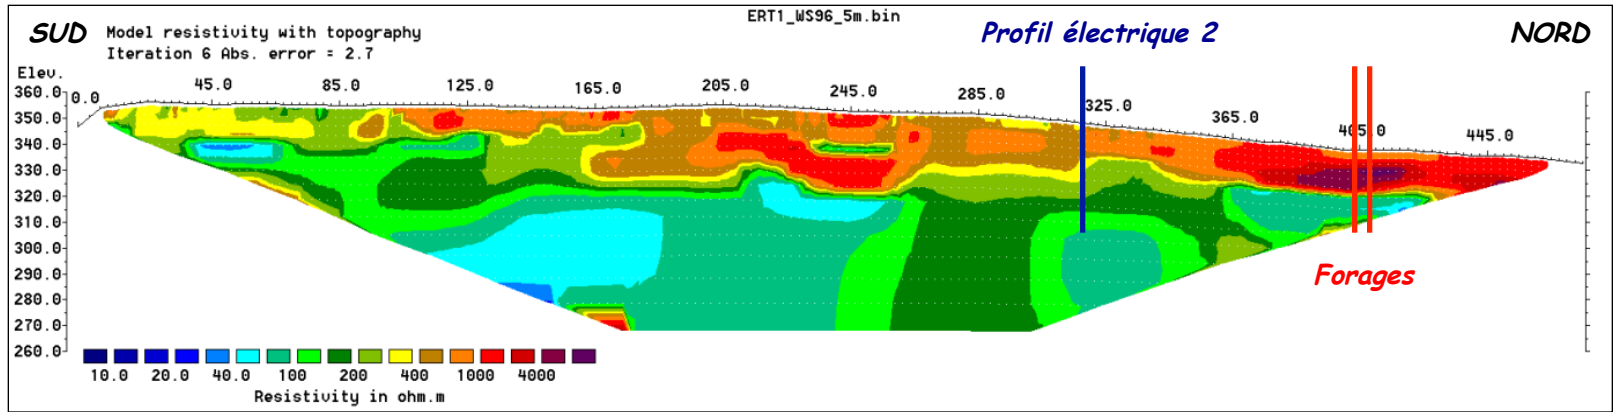 ERT1_WS96_5m.bin
SUD
Model resistivity with topography
Profil électrique 2
NORD
Iteration 6 Abs. error = 2.7
Elev.
0.0 45.0 85.0 125.0 165.0 205.0 245.0 285.0 325.0 365.0 405.0 445.0
360.0
350.0
340.0
330.0
320.0
310.0
300.0
290.0
280.0
270.0
260.0
Forages
10.0 20.0 40.0 100 200 400 1000 4000
Resistivity in ohm.m